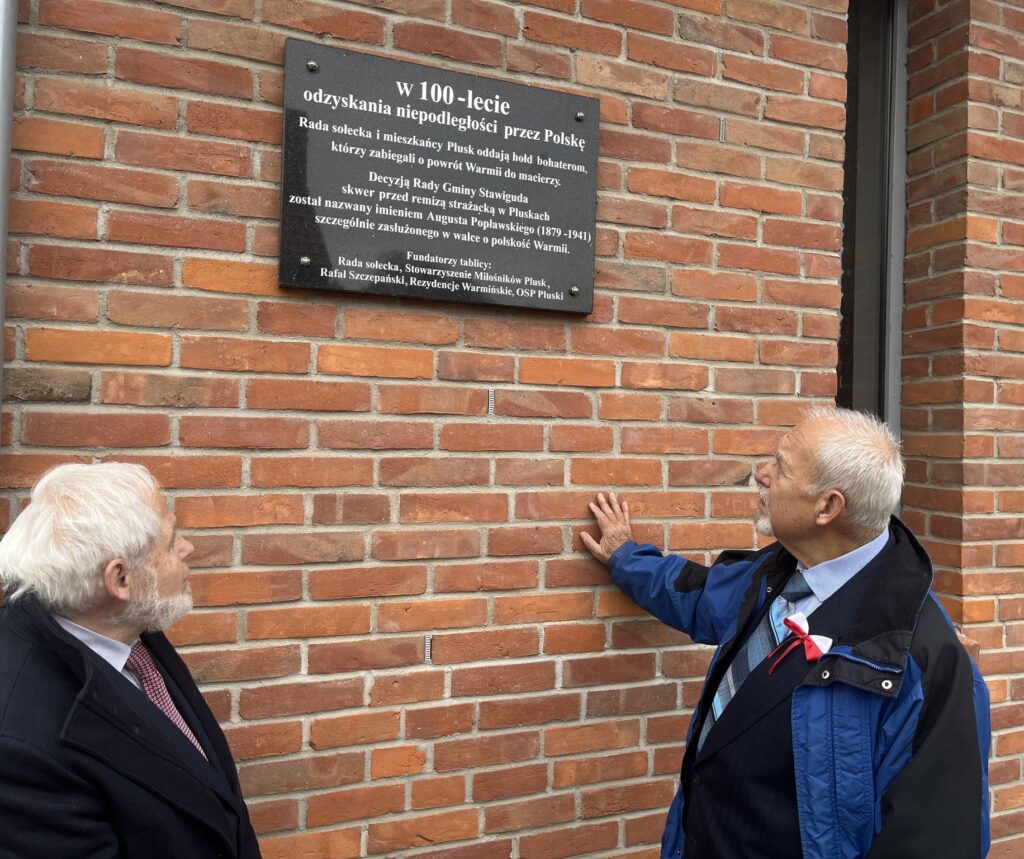 W 100-lecie
odzyskania niepodległości przez Polskę
Rada sołecka i mieszkańcy Plusk oddają hołd bohaterom,
którzy zabiegali o powrót Warmii do macierzy.
Decyzją Rady Gminy Stawiguda
skwer przed remizą strażacką w Pluskach
został nazwany imieniem Augusta Popławskiego (1879-1941)
szczególnie zasłużonego w walce o polskość Warmii.
Fundatorzy tablicy:
Rada sołecka, Stowarzyszenie Miłośników Plusk,
Rafał Szczepański, Rezydencje Warmińskie, OSP Pluski